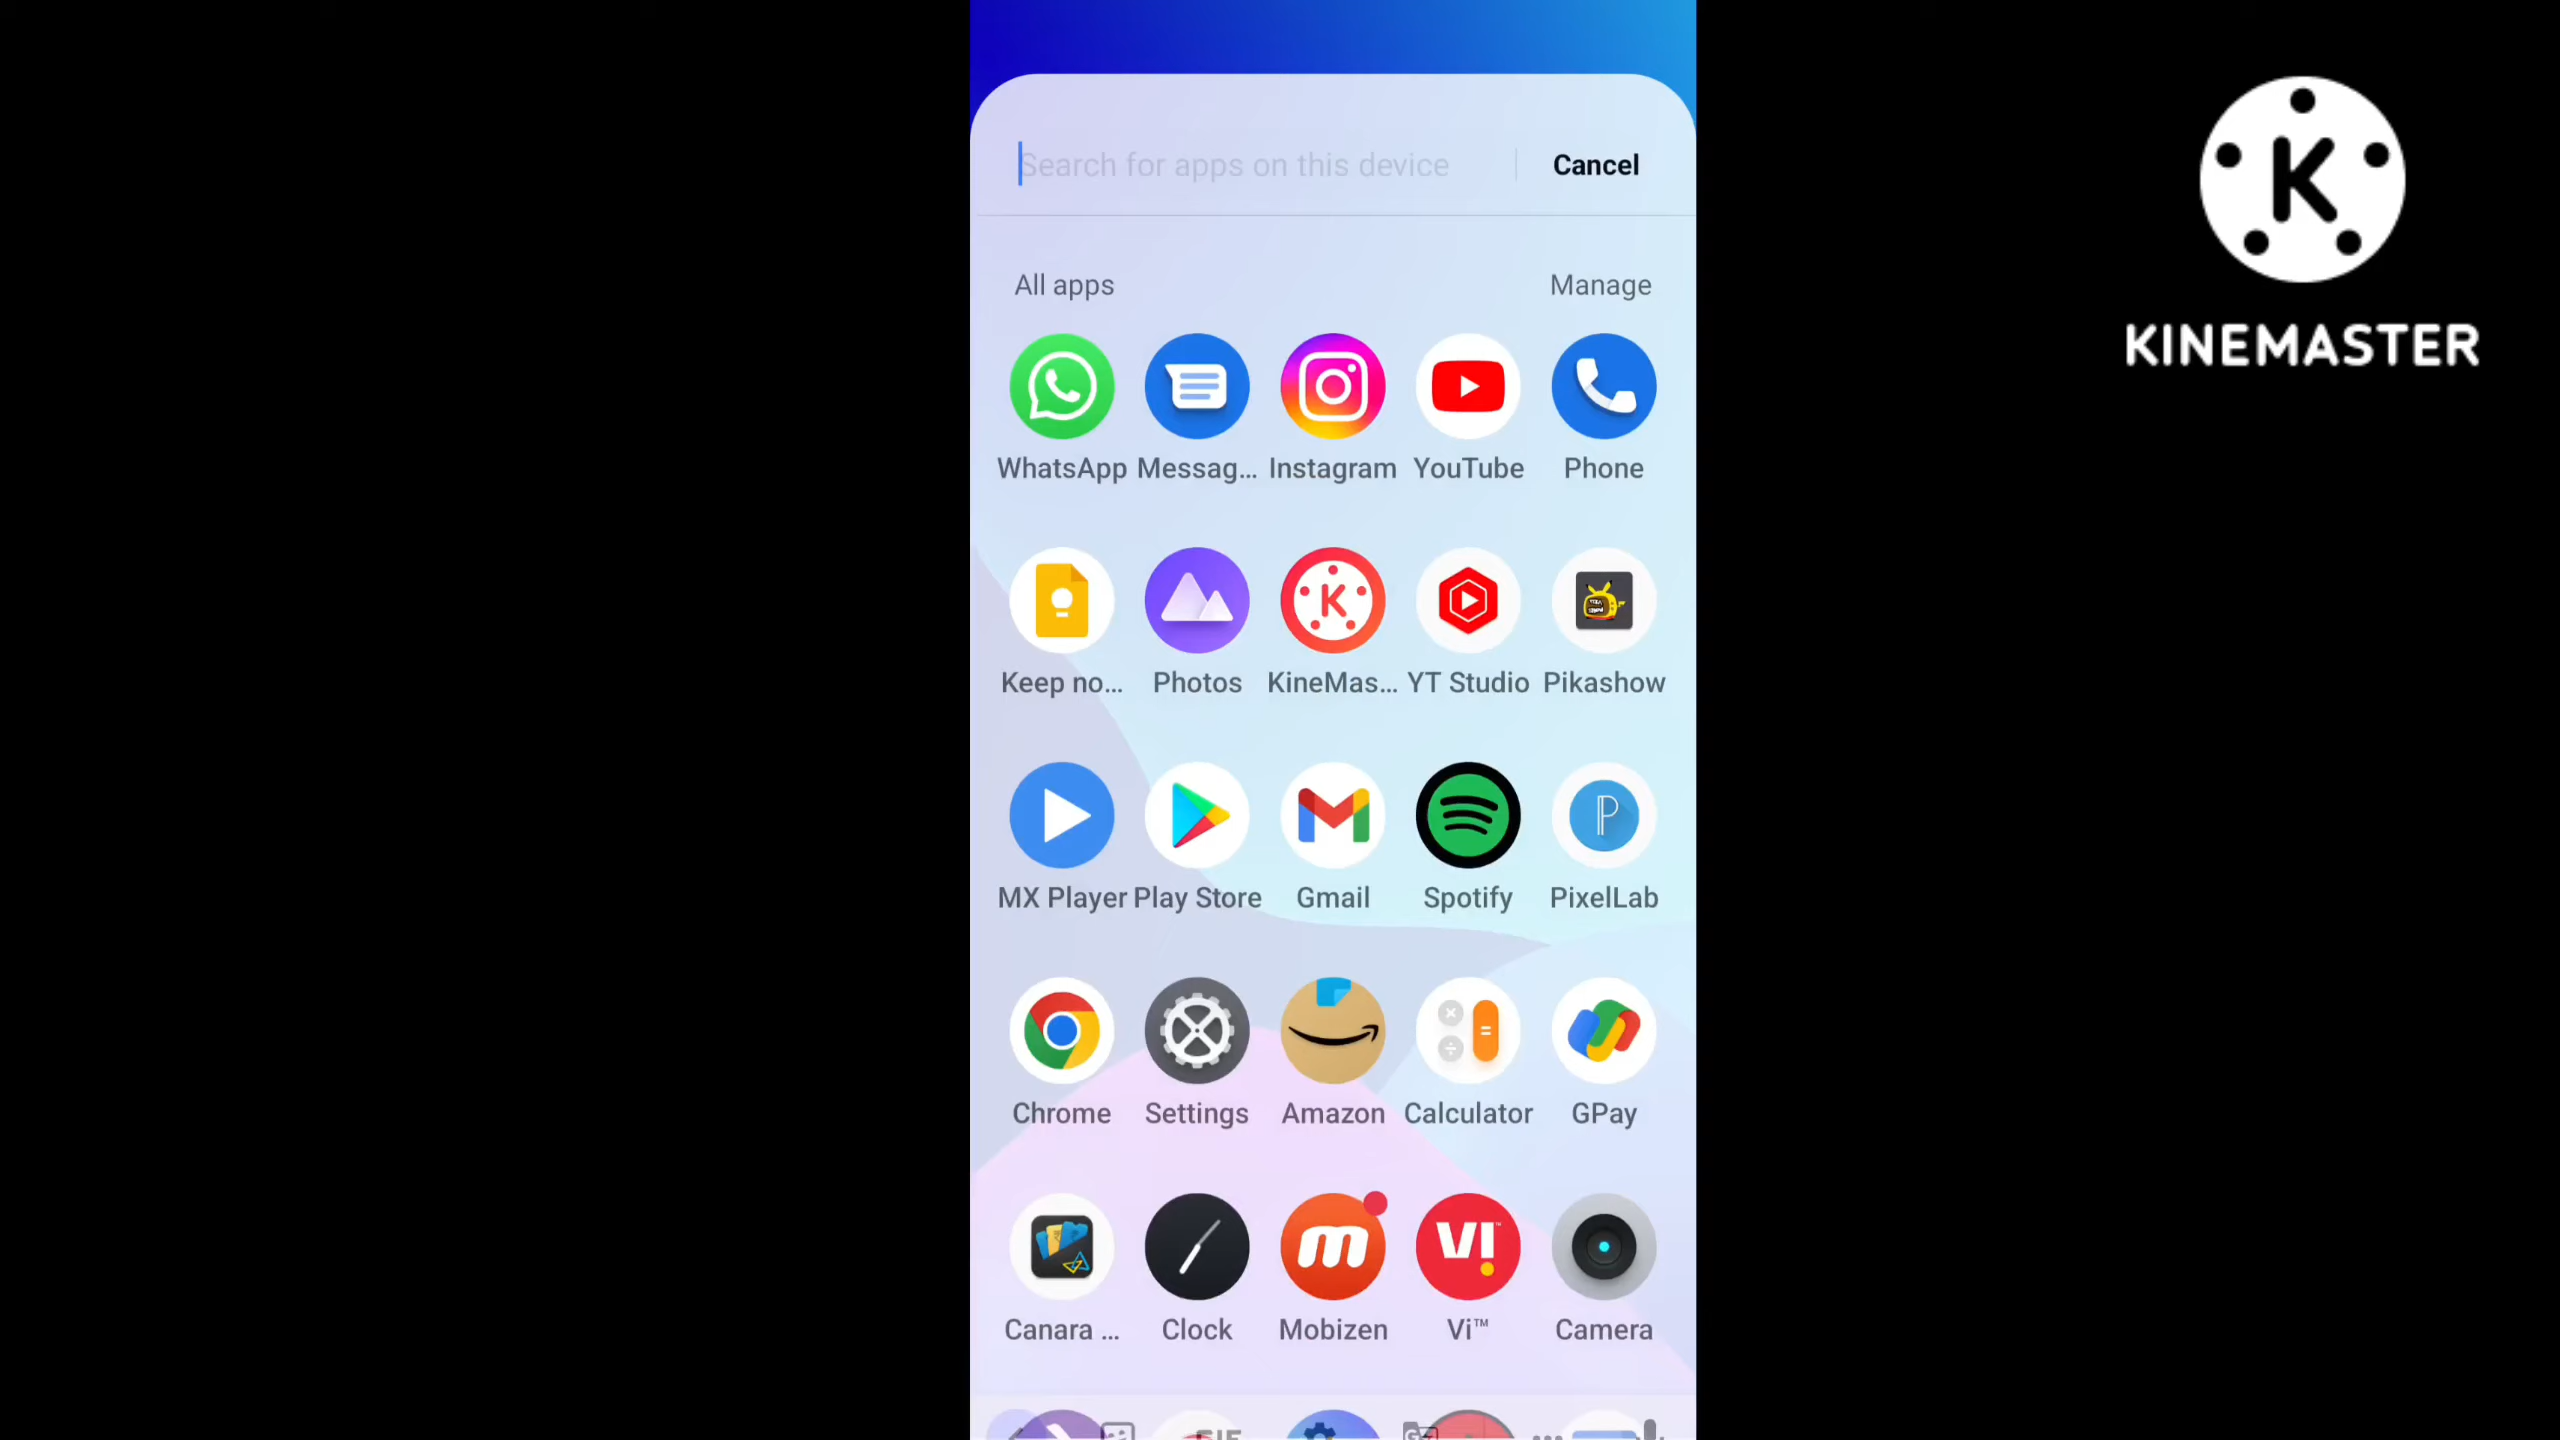 Search for apps on this device Cancel
KINEMASTER
All apps Manage
WhatsApp Messag... Instagram YouTube Phone
Keep no... Photos KineMas... YT Studio Pikashow
MX Player Play Store Gmail Spotify PixelLab
Chrome Settings Amazon Calculator GPay
Canara ... Clock Mobizen Vi™ Camera
GIF